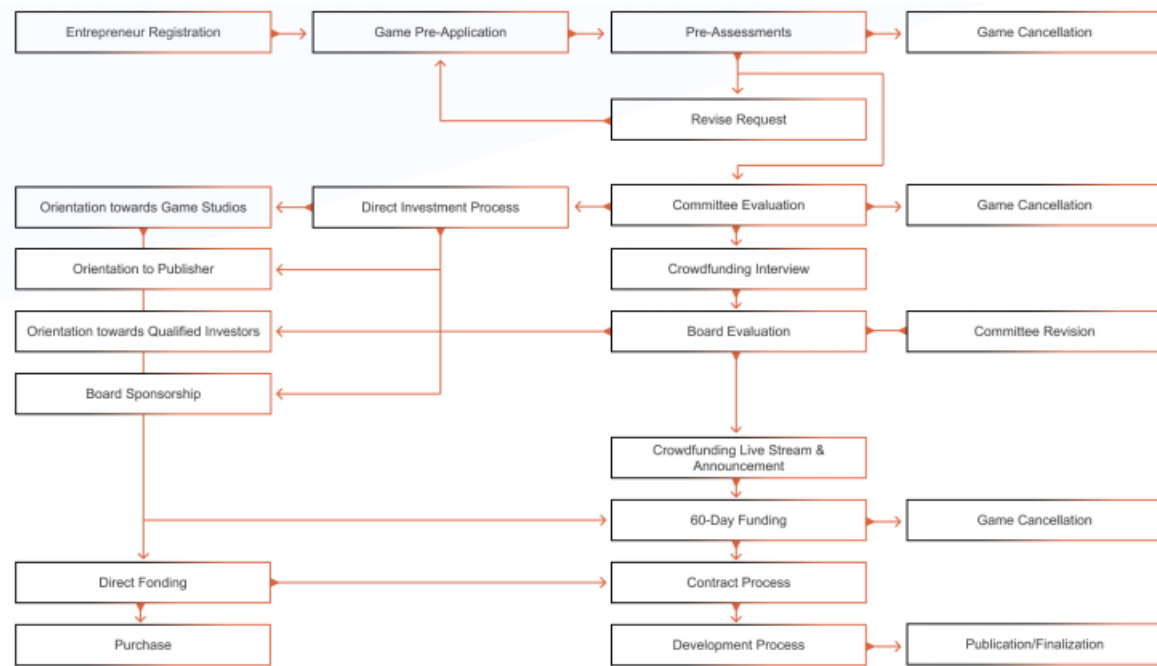 Entrepreneur Registration
Game Pre-Application
Pre-Assessments
Game Cancellation
Revise Request
Orientation towards Game Studios
Direct Investment Process
Committee Evaluation
Game Cancellation
Orientation to Publisher
Crowdfunding Interview
Orientation towards Qualified Investors
Board Evaluation
Committee Revision
Board Sponsorship
Crowdfunding Live Stream &
Announcement
60-Day Funding
Game Cancellation
Direct Fonding
Contract Process
Purchase
Development Process
Publication/Finalization